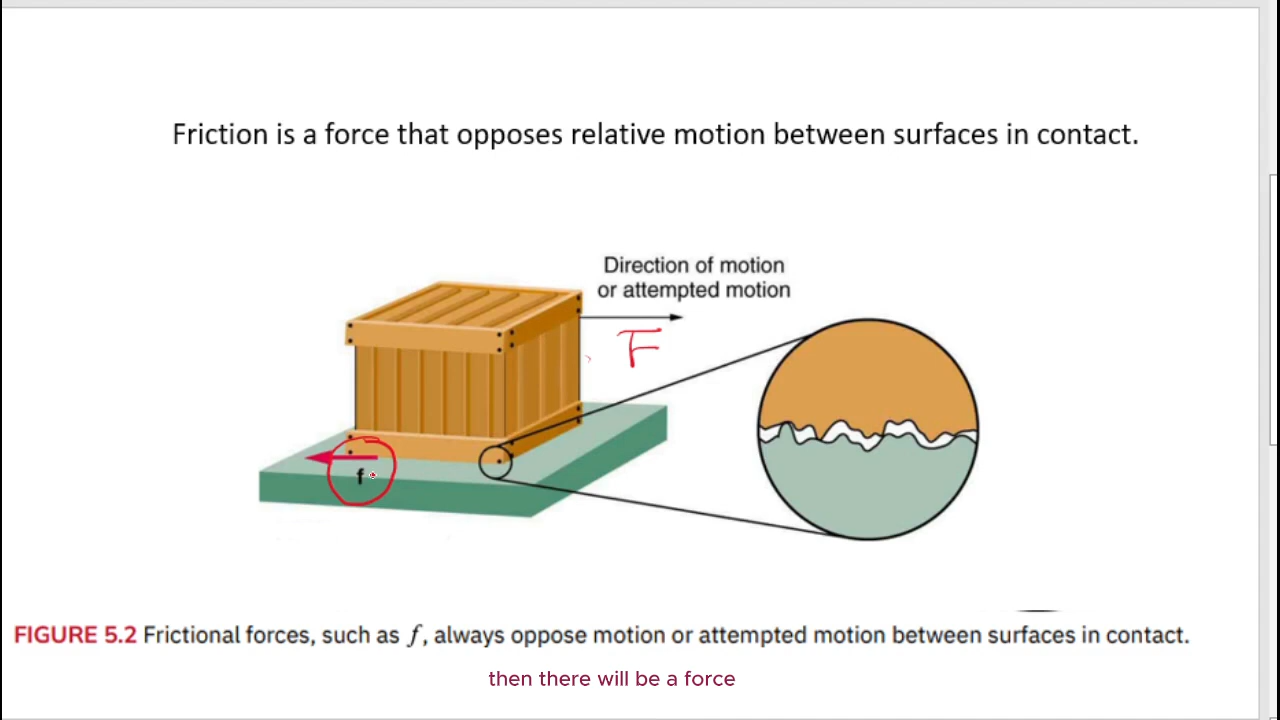 Friction is a force that opposes relative motion between surfaces in contact.
Direction of motion
or attempted motion
F
f
FIGURE 5.2 Frictional forces, such as f, always oppose motion or attempted motion between surfaces in contact.
then there will be a force